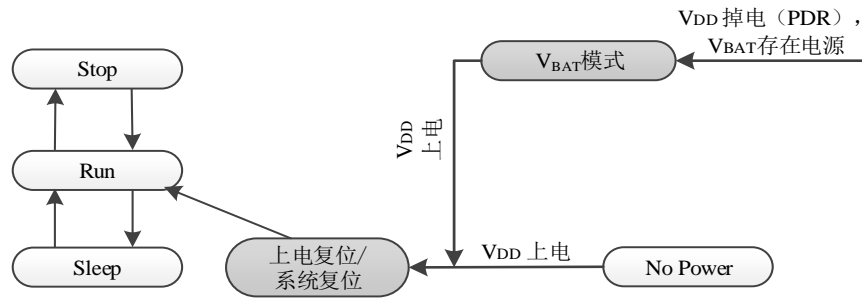 VDD 掉电（PDR），
VBAT存在电源
Stop
VBAT模式
VDD
上电
Run
上电复位/
系统复位
VDD 上电
Sleep
No Power